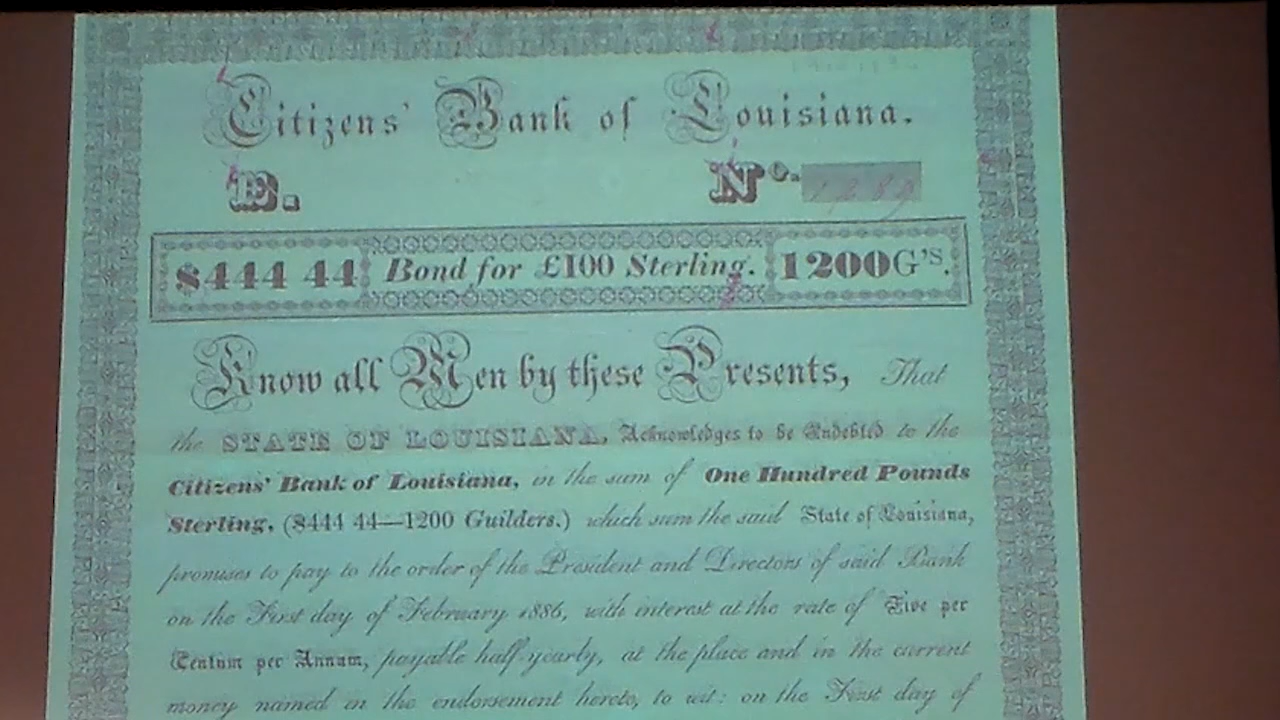 Citizens' Bank of Louisiana.
E. No.
$444 44 Bond for £100 Sterling. 1200G'S.
Know all Men by these Presents, That
the STATE OF LOUISIANA, Acknowledges to be Indebted to the
Citizens' Bank of Louisiana, in the sum of One Hundred Pounds
Sterling, ($444 44—1200 Guilders.) which sum the said State of Louisiana,
promises to pay to the order of the President and Directors of said Bank
on the First day of February 1886, with interest at the rate of Five per
Centum per Annum, payable half-yearly, at the place and in the current
money named in the endorsement hereto, to wit: on the First day of